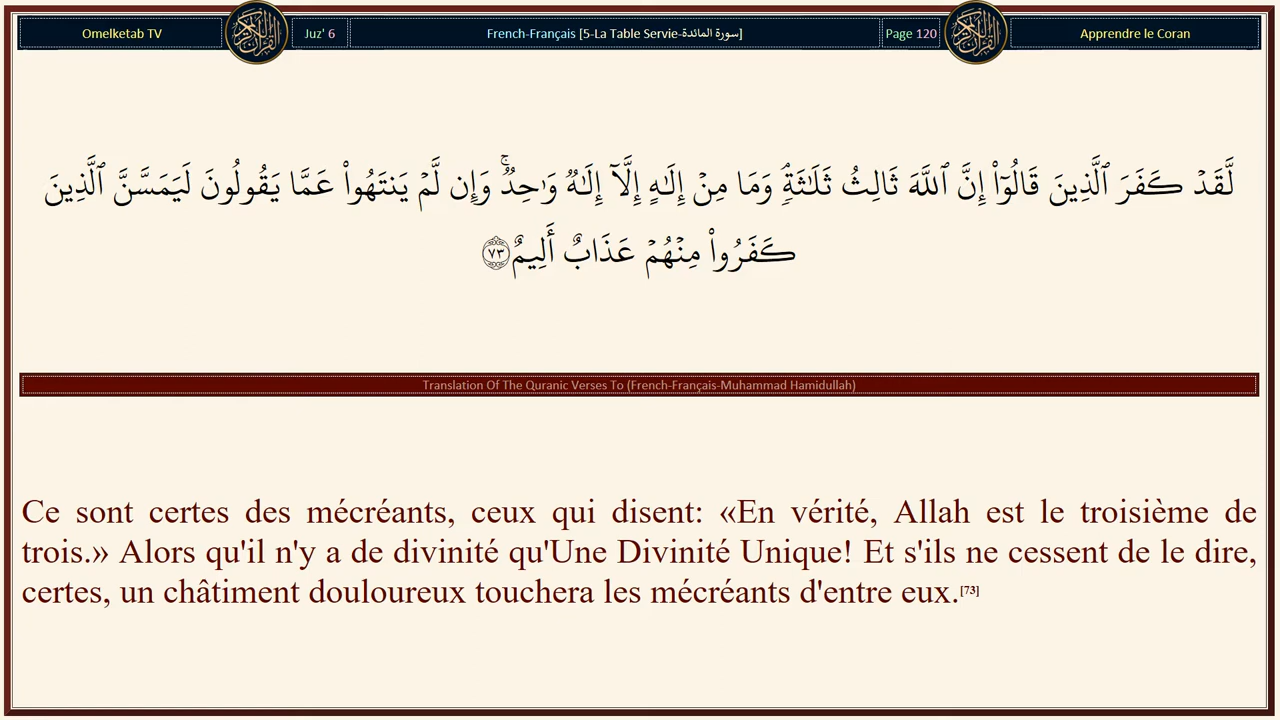 Omelketab TV
Juz' 6
French-Français [5-La Table Servie-سورة المائدة]
Page 120
Apprendre le Coran
لَّقَدۡ كَفَرَ ٱلَّذِينَ قَالُوٓاْ إِنَّ ٱللَّهَ ثَالِثُ ثَلَٰثَةٖۘ وَمَا مِنۡ إِلَٰهٍ إِلَّآ إِلَٰهٞ وَٰحِدٞۚ وَإِن لَّمۡ يَنتَهُواْ عَمَّا يَقُولُونَ لَيَمَسَّنَّ ٱلَّذِينَ
كَفَرُواْ مِنۡهُمۡ عَذَابٌ أَلِيمٌ ٧٣
Translation Of The Quranic Verses To (French-Français-Muhammad Hamidullah)
Ce sont certes des mécréants, ceux qui disent: «En vérité, Allah est le troisième de
trois.» Alors qu'il n'y a de divinité qu'Une Divinité Unique! Et s'ils ne cessent de le dire,
certes, un châtiment douloureux touchera les mécréants d'entre eux.[73]